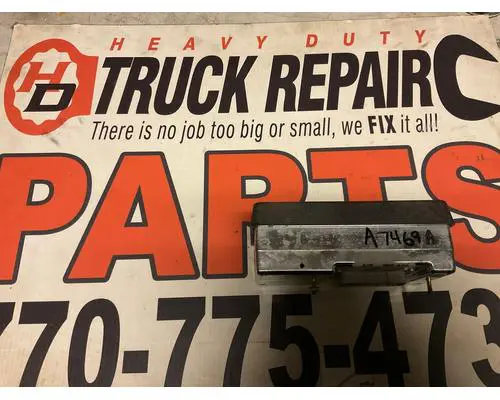 HEAVY DUTY
HD
TRUCK REPAIR
There is no job too big or small, we FIX it all!
PARTS
A7469A
770-775-473